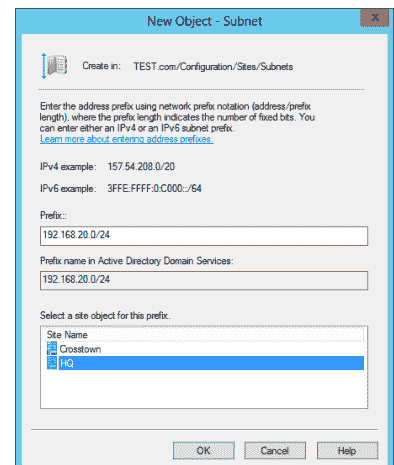 New Object - Subnet
x
Create in: TEST.com/Configuration/Sites/Subnets
Enter the address prefix using network prefix notation (address/prefix
length), where the prefix length indicates the number of fixed bits. You
can enter either an IPv4 or an IPv6 subnet prefix.
Learn more about entering address prefixes.
IPv4 example: 157.54.208.0/20
IPv6 example: 3FFE:FFFF:0:C000::/64
Prefix::
192.168.20.0/24
Prefix name in Active Directory Domain Services:
192.168.20.0/24
Select a site object for this prefix.
Site Name
Crosstown
HQ
OK Cancel Help